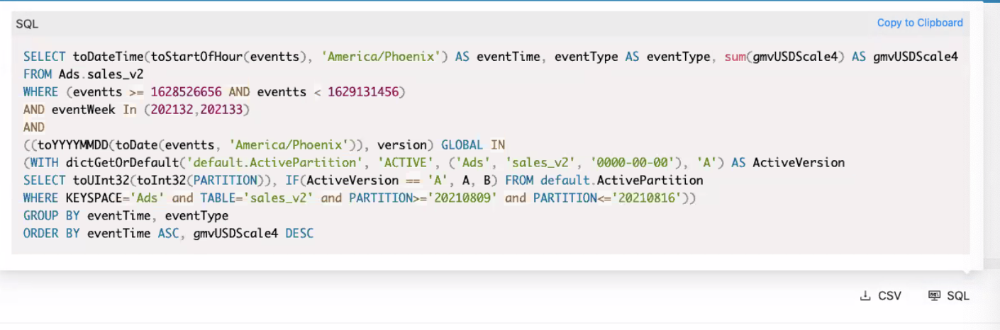 SQL
Copy to Clipboard
SELECT toDateTime(toStartOfHour(eventts), 'America/Phoenix') AS eventTime, eventType AS eventType, sum(gmvUSDScale4) AS gmvUSDScale4
FROM Ads.sales_v2
WHERE (eventts >= 1628526656 AND eventts < 1629131456)
AND eventWeek In (202132,202133)
AND
((toYYYYMMDD(toDate(eventts, 'America/Phoenix')), version) GLOBAL IN
(WITH dictGetOrDefault('default.ActivePartition', 'ACTIVE', ('Ads', 'sales_v2', '0000-00-00'), 'A') AS ActiveVersion
SELECT toUInt32(toInt32(PARTITION)), IF(ActiveVersion == 'A', A, B) FROM default.ActivePartition
WHERE KEYSPACE='Ads' and TABLE='sales_v2' and PARTITION>='20210809' and PARTITION<='20210816'))
GROUP BY eventTime, eventType
ORDER BY eventTime ASC, gmvUSDScale4 DESC
CSV SQL